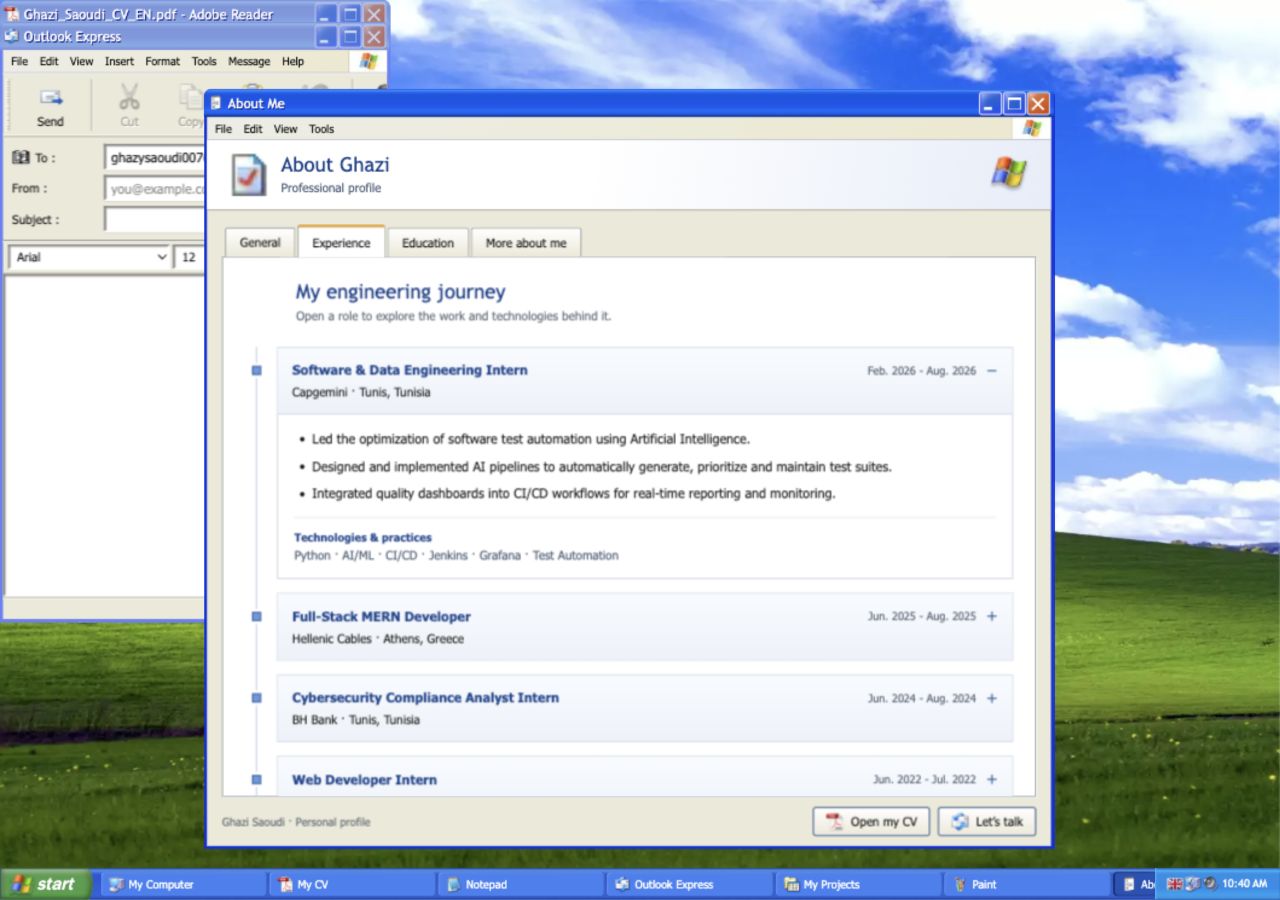 Ghazi_Saoudi_CV_EN.pdf - Adobe Reader
Outlook Express
File Edit View Insert Format Tools Message Help
Send Cut Copy
To : ghazysaoudi007
From : you@example.c
Subject :
Arial 12
About Me
File Edit View Tools
About Ghazi
Professional profile
General Experience Education More about me
My engineering journey
Open a role to explore the work and technologies behind it.
Software & Data Engineering Intern Feb. 2026 - Aug. 2026 −
Capgemini · Tunis, Tunisia
• Led the optimization of software test automation using Artificial Intelligence.
• Designed and implemented AI pipelines to automatically generate, prioritize and maintain test suites.
• Integrated quality dashboards into CI/CD workflows for real-time reporting and monitoring.
Technologies & practices
Python · AI/ML · CI/CD · Jenkins · Grafana · Test Automation
Full-Stack MERN Developer Jun. 2025 - Aug. 2025 +
Hellenic Cables · Athens, Greece
Cybersecurity Compliance Analyst Intern Jun. 2024 - Aug. 2024 +
BH Bank · Tunis, Tunisia
Web Developer Intern Jun. 2022 - Jul. 2022 +
Ghazi Saoudi · Personal profile
Open my CV Let's talk
start My Computer My CV Notepad Outlook Express My Projects Paint Ab 10:40 AM